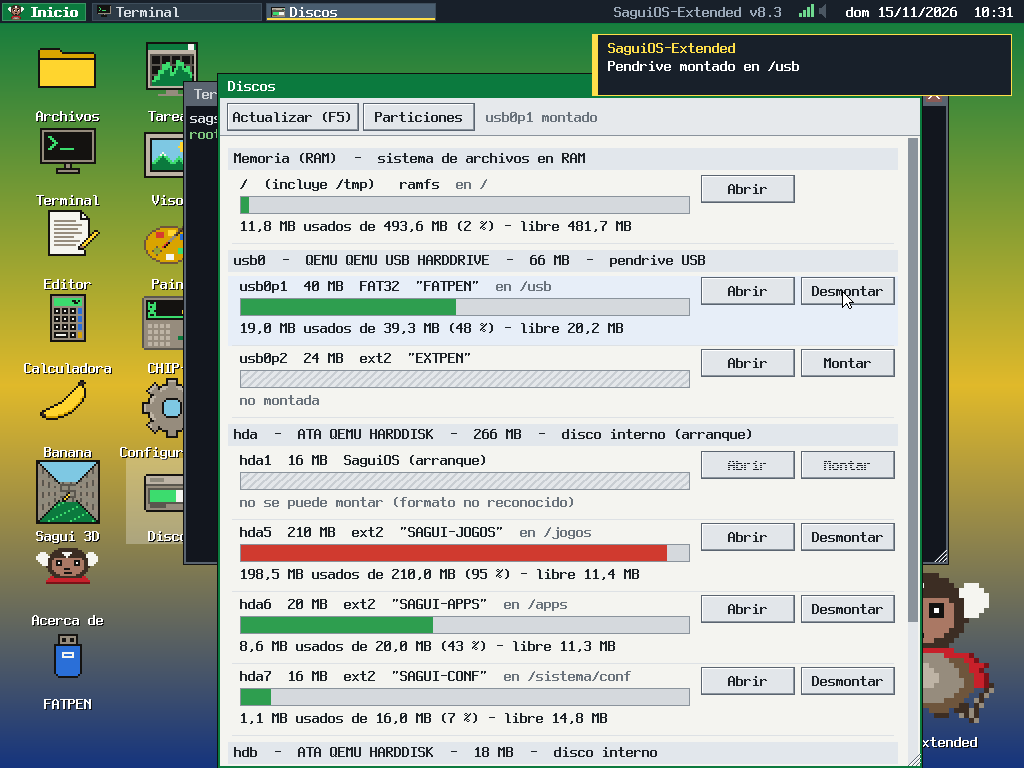 Inicio
Terminal
Discos
SaguiOS-Extended v8.3
dom 15/11/2026
10:31
SaguiOS-Extended
Pendrive montado en /usb
Archivos
Terminal
Editor
Calculadora
Banana
Sagui 3D
Acerca de
FATPEN
Tarea
Viso
Pain
CHIP-
Configur
Disco
Ter
sags
root
Discos
Actualizar (F5)
Particiones
usb0p1 montado
Memoria (RAM) - sistema de archivos en RAM
/ (incluye /tmp) ramfs en /
Abrir
11,8 MB usados de 493,6 MB (2 %) - libre 481,7 MB
usb0 - QEMU QEMU USB HARDDRIVE - 66 MB - pendrive USB
usb0p1 40 MB FAT32 "FATPEN" en /usb
Abrir
Desmontar
19,0 MB usados de 39,3 MB (48 %) - libre 20,2 MB
usb0p2 24 MB ext2 "EXTPEN"
Abrir
Montar
no montada
hda - ATA QEMU HARDDISK - 266 MB - disco interno (arranque)
hda1 16 MB SaguiOS (arranque)
Abrir
Montar
no se puede montar (formato no reconocido)
hda5 210 MB ext2 "SAGUI-JOGOS" en /jogos
Abrir
Desmontar
198,5 MB usados de 210,0 MB (95 %) - libre 11,4 MB
hda6 20 MB ext2 "SAGUI-APPS" en /apps
Abrir
Desmontar
8,6 MB usados de 20,0 MB (43 %) - libre 11,3 MB
hda7 16 MB ext2 "SAGUI-CONF" en /sistema/conf
Abrir
Desmontar
1,1 MB usados de 16,0 MB (7 %) - libre 14,8 MB
hdb - ATA QEMU HARDDISK - 18 MB - disco interno
xtended